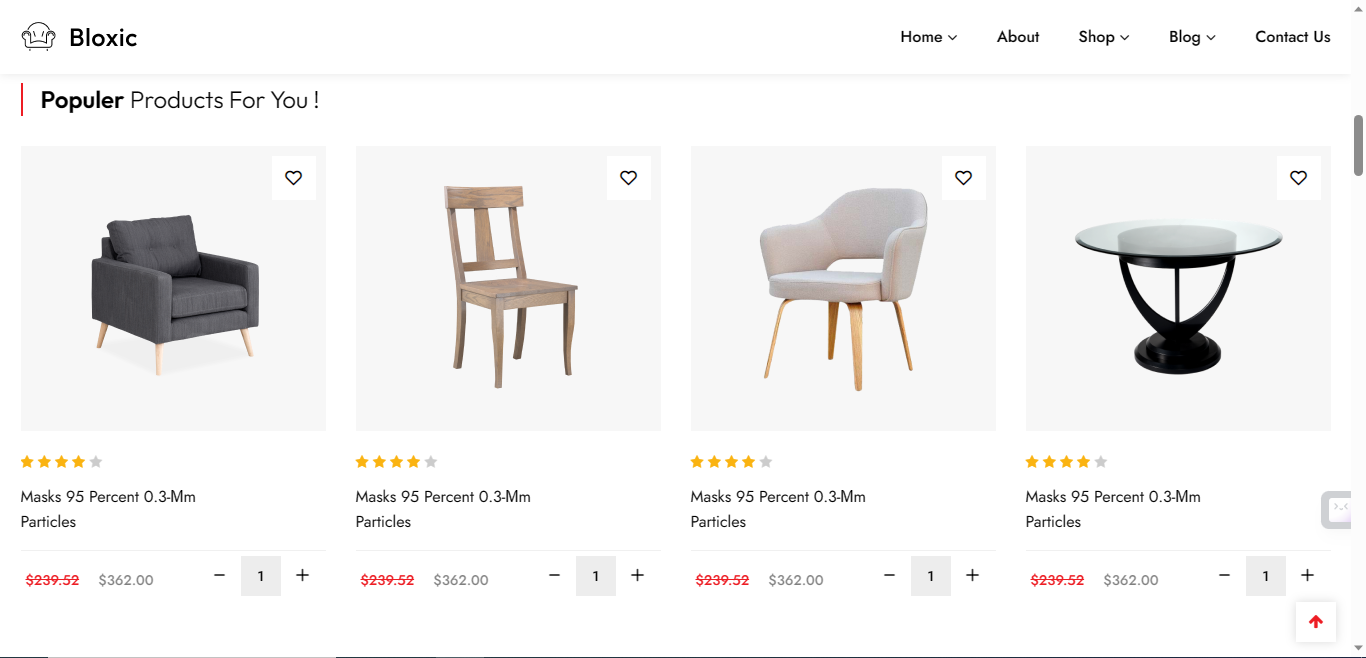 Bloxic
Home About Shop Blog Contact Us
Populer Products For You !
Masks 95 Percent 0.3-Mm
Particles
$239.52 $362.00 − 1 +
Masks 95 Percent 0.3-Mm
Particles
$239.52 $362.00 − 1 +
Masks 95 Percent 0.3-Mm
Particles
$239.52 $362.00 − 1 +
Masks 95 Percent 0.3-Mm
Particles
$239.52 $362.00 − 1 +